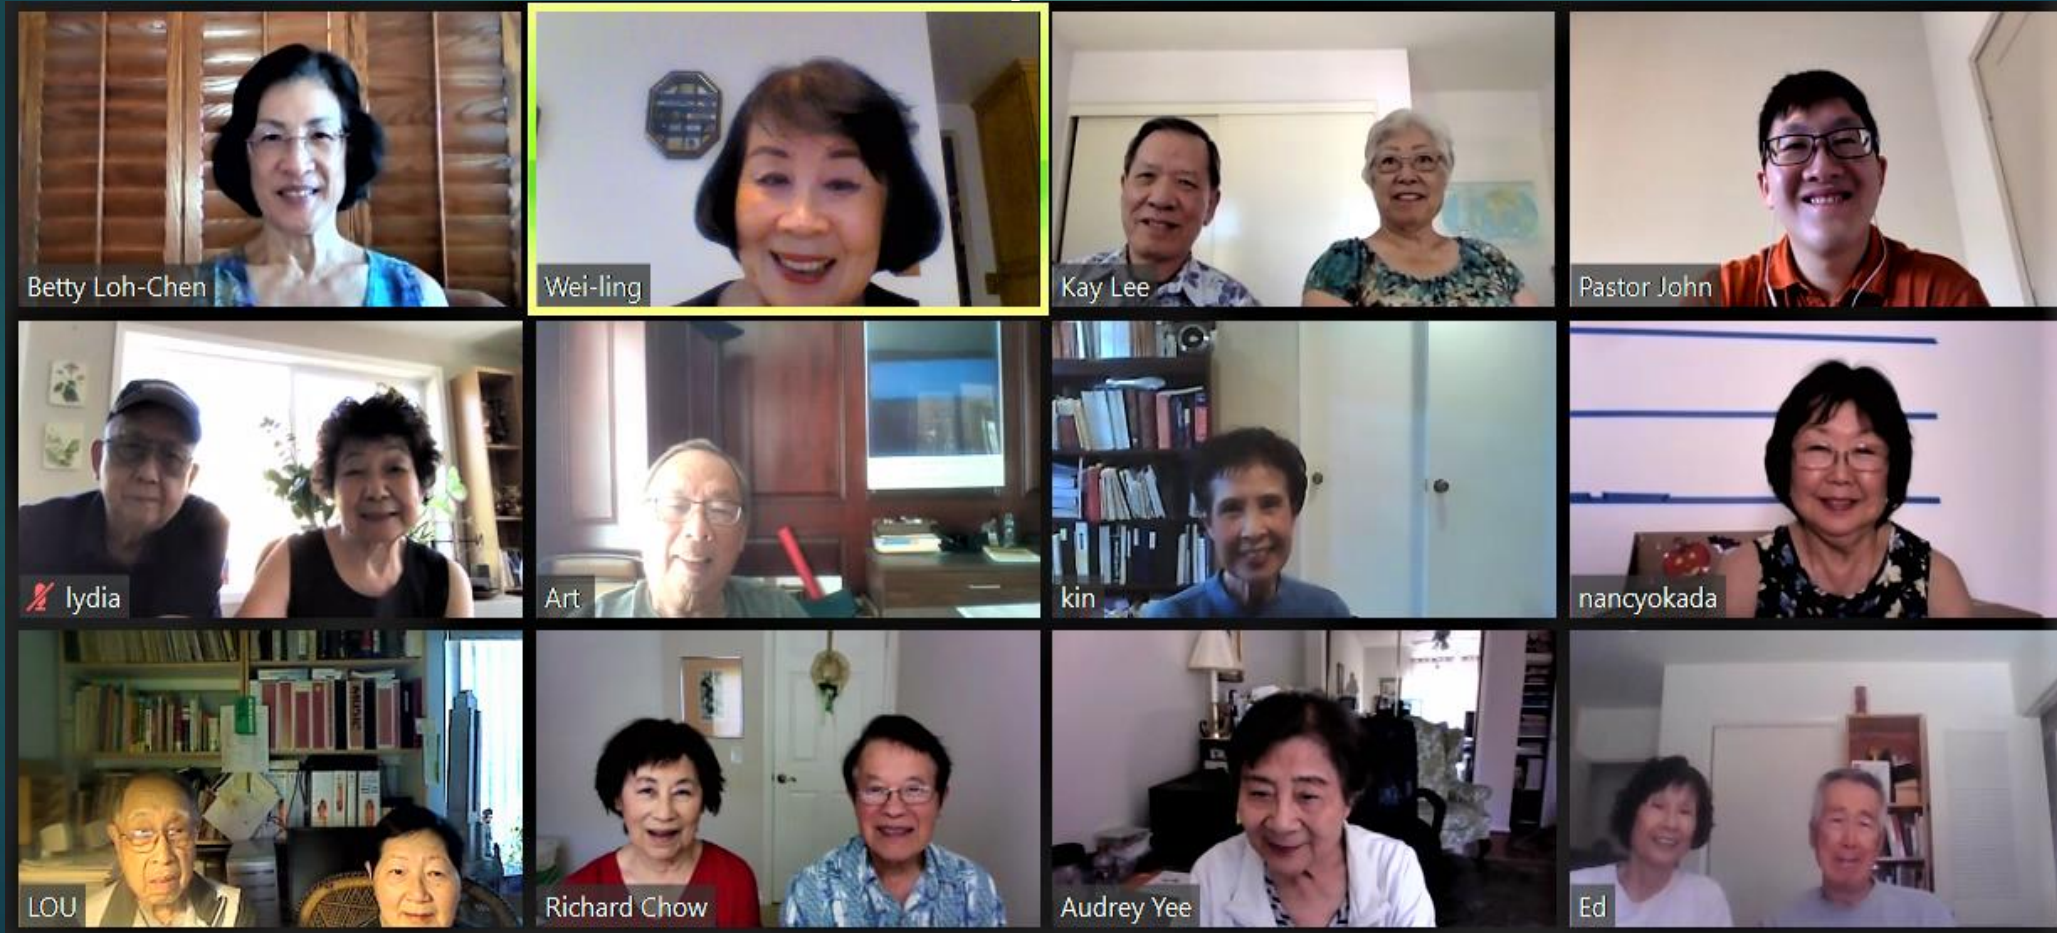 Betty Loh-Chen
Wei-ling
Kay Lee
Pastor John
lydia
Art
kin
nancyokada
LOU
Richard Chow
Audrey Yee
Ed